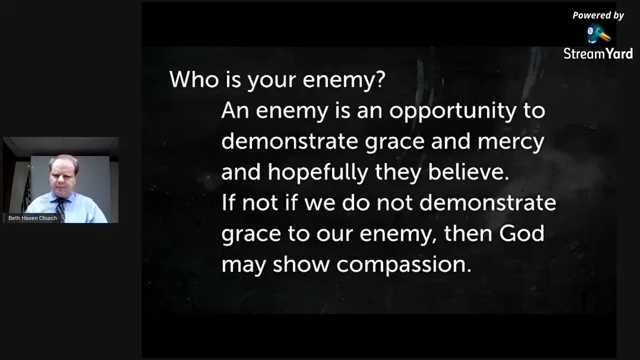 Powered by
StreamYard
Who is your enemy?
An enemy is an opportunity to
demonstrate grace and mercy
and hopefully they believe.
If not if we do not demonstrate
grace to our enemy, then God
may show compassion.
Beth Haven Church